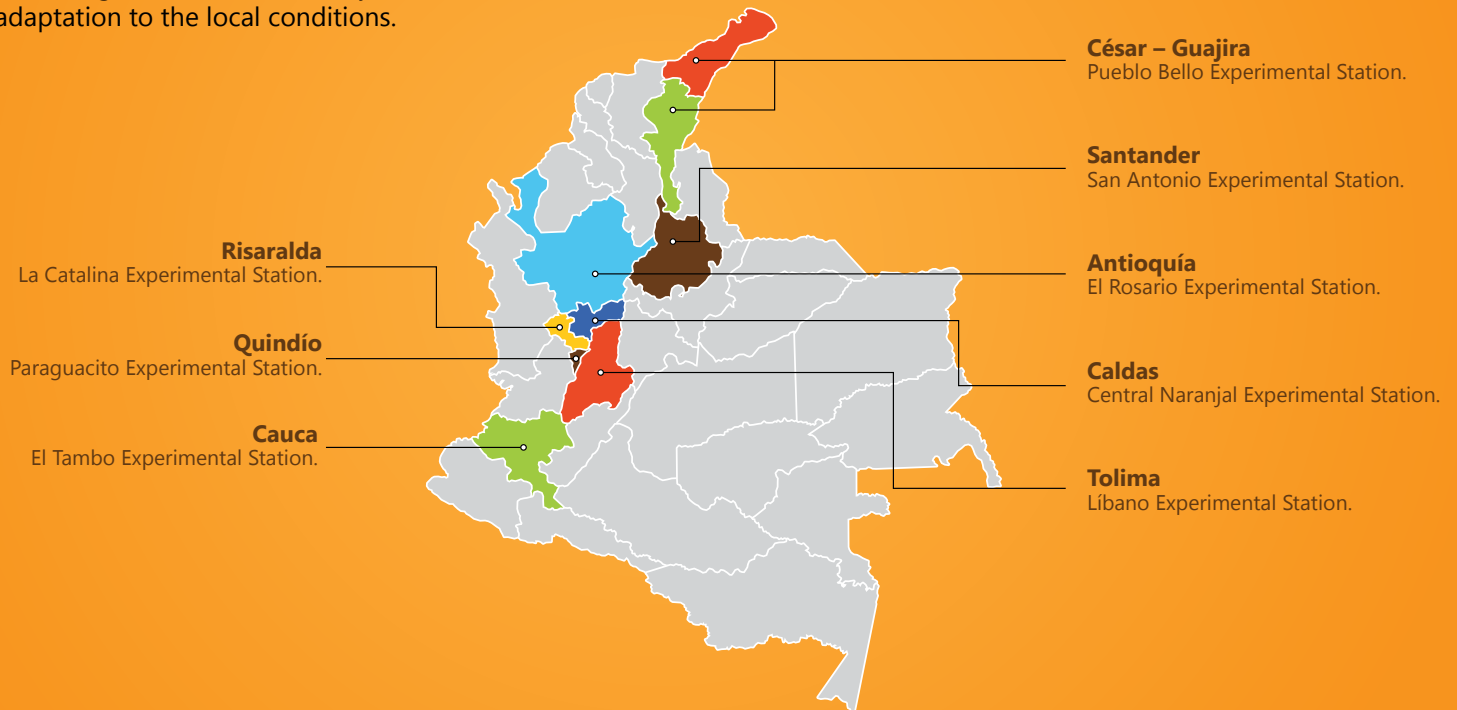 adaptation to the local conditions.
César – Guajira
Pueblo Bello Experimental Station.
Santander
San Antonio Experimental Station.
Risaralda
La Catalina Experimental Station.
Antioquía
El Rosario Experimental Station.
Quindío
Paraguacito Experimental Station.
Caldas
Central Naranjal Experimental Station.
Cauca
El Tambo Experimental Station.
Tolima
Líbano Experimental Station.